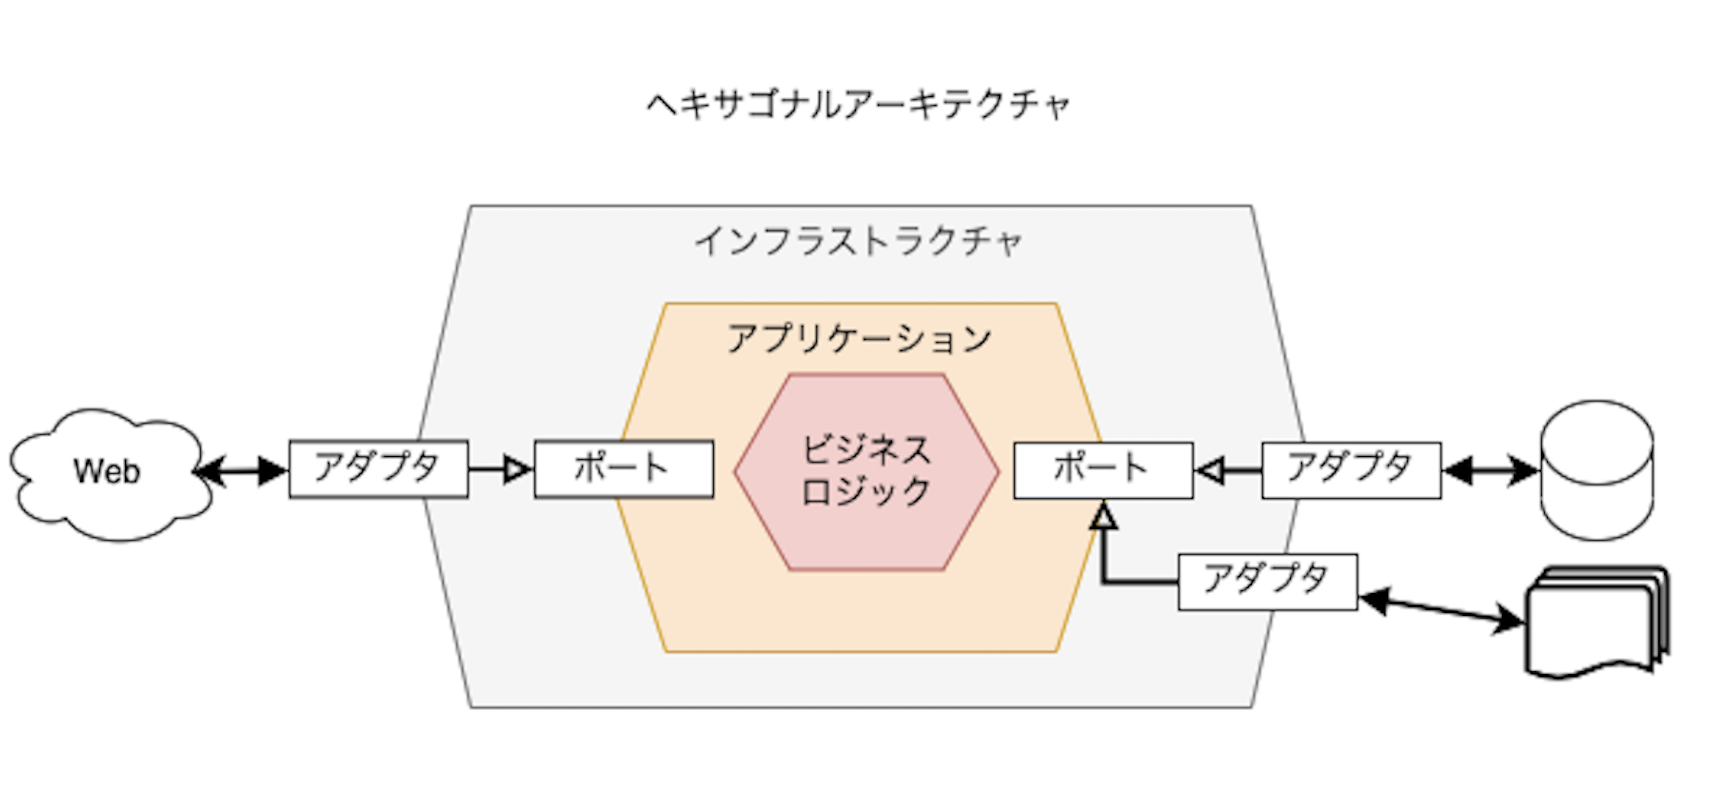 ヘキサゴナルアーキテクチャ
インフラストラクチャ
アプリケーション
Web
アダプタ
ポート
ビジネス
ロジック
ポート
アダプタ
アダプタ